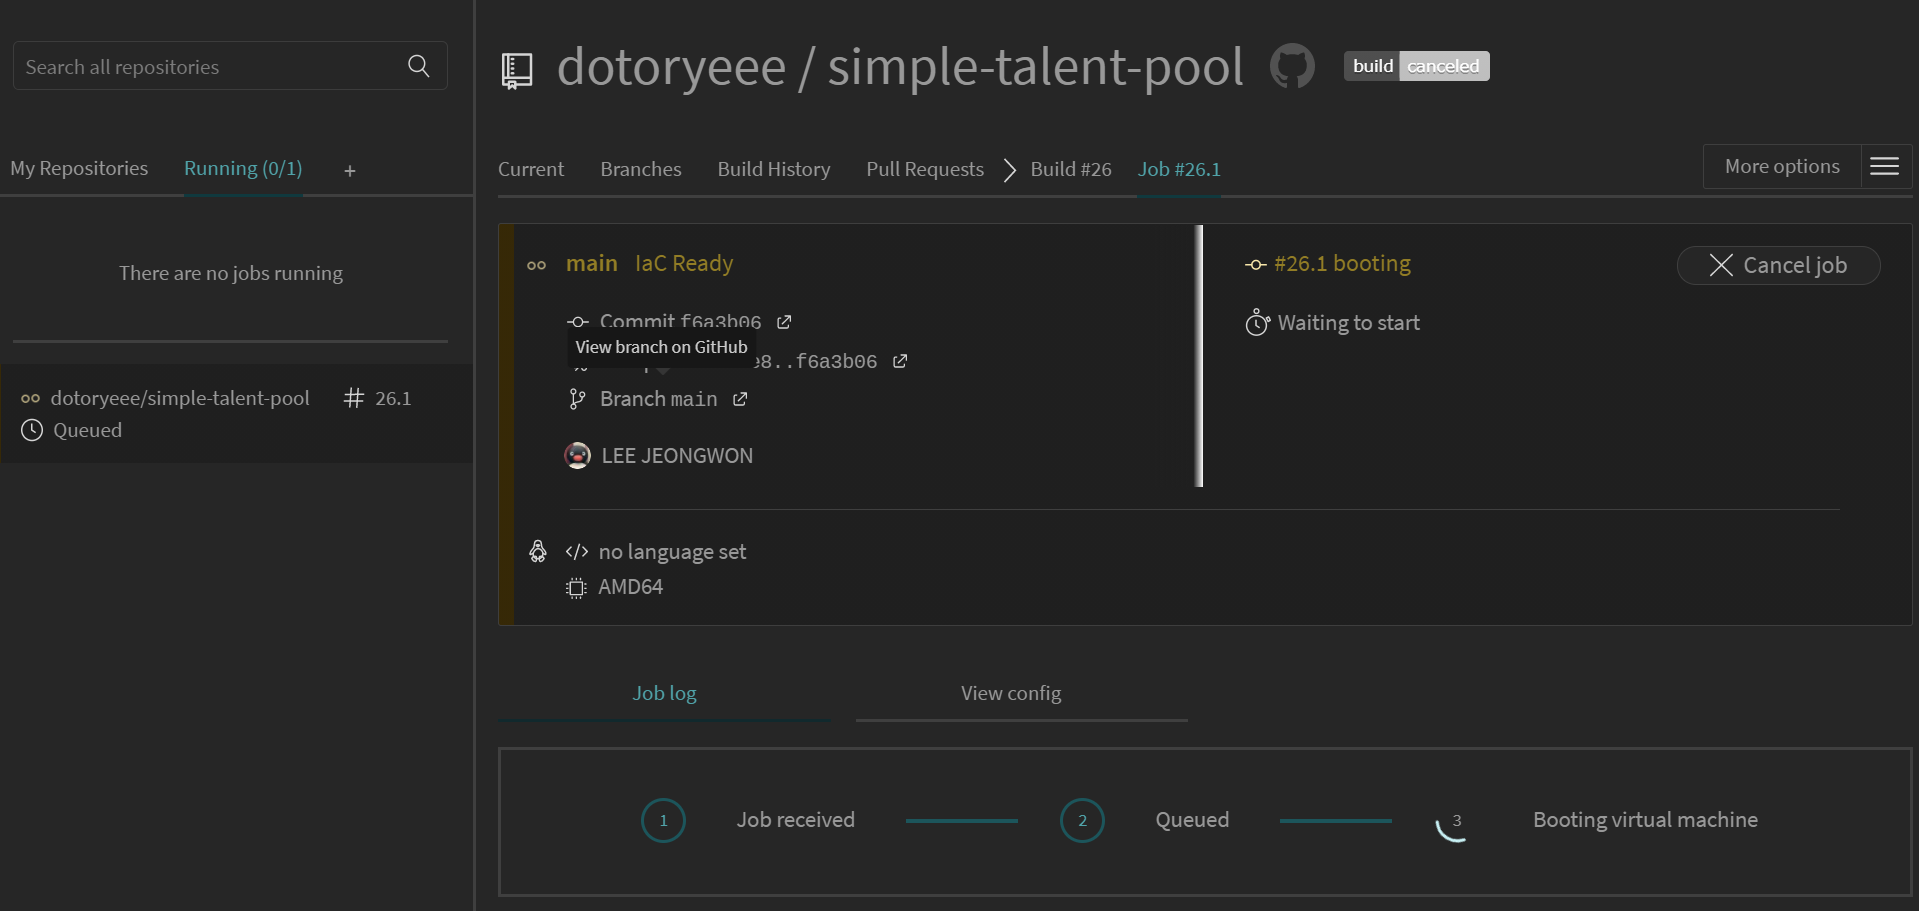 Search all repositories
My Repositories
Running (0/1)
+
There are no jobs running
dotoryeee/simple-talent-pool
26.1
Queued
dotoryeee / simple-talent-pool
build canceled
Current
Branches
Build History
Pull Requests
Build #26
Job #26.1
More options
main IaC Ready
Commit f6a3b06
View branch on GitHub
e8..f6a3b06
Branch main
LEE JEONGWON
#26.1 booting
Waiting to start
Cancel job
no language set
AMD64
Job log
View config
1 Job received
2 Queued
3 Booting virtual machine